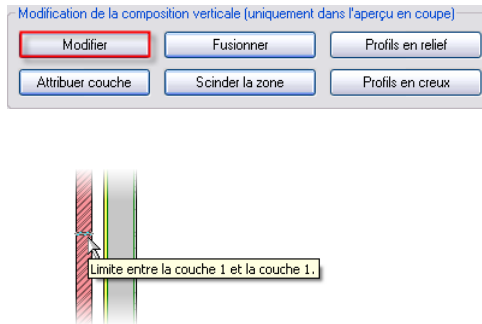 Modification de la composition verticale (uniquement dans l'aperçu en coupe)
Modifier Fusionner Profils en relief
Attribuer couche Scinder la zone Profils en creux
Limite entre la couche 1 et la couche 1.